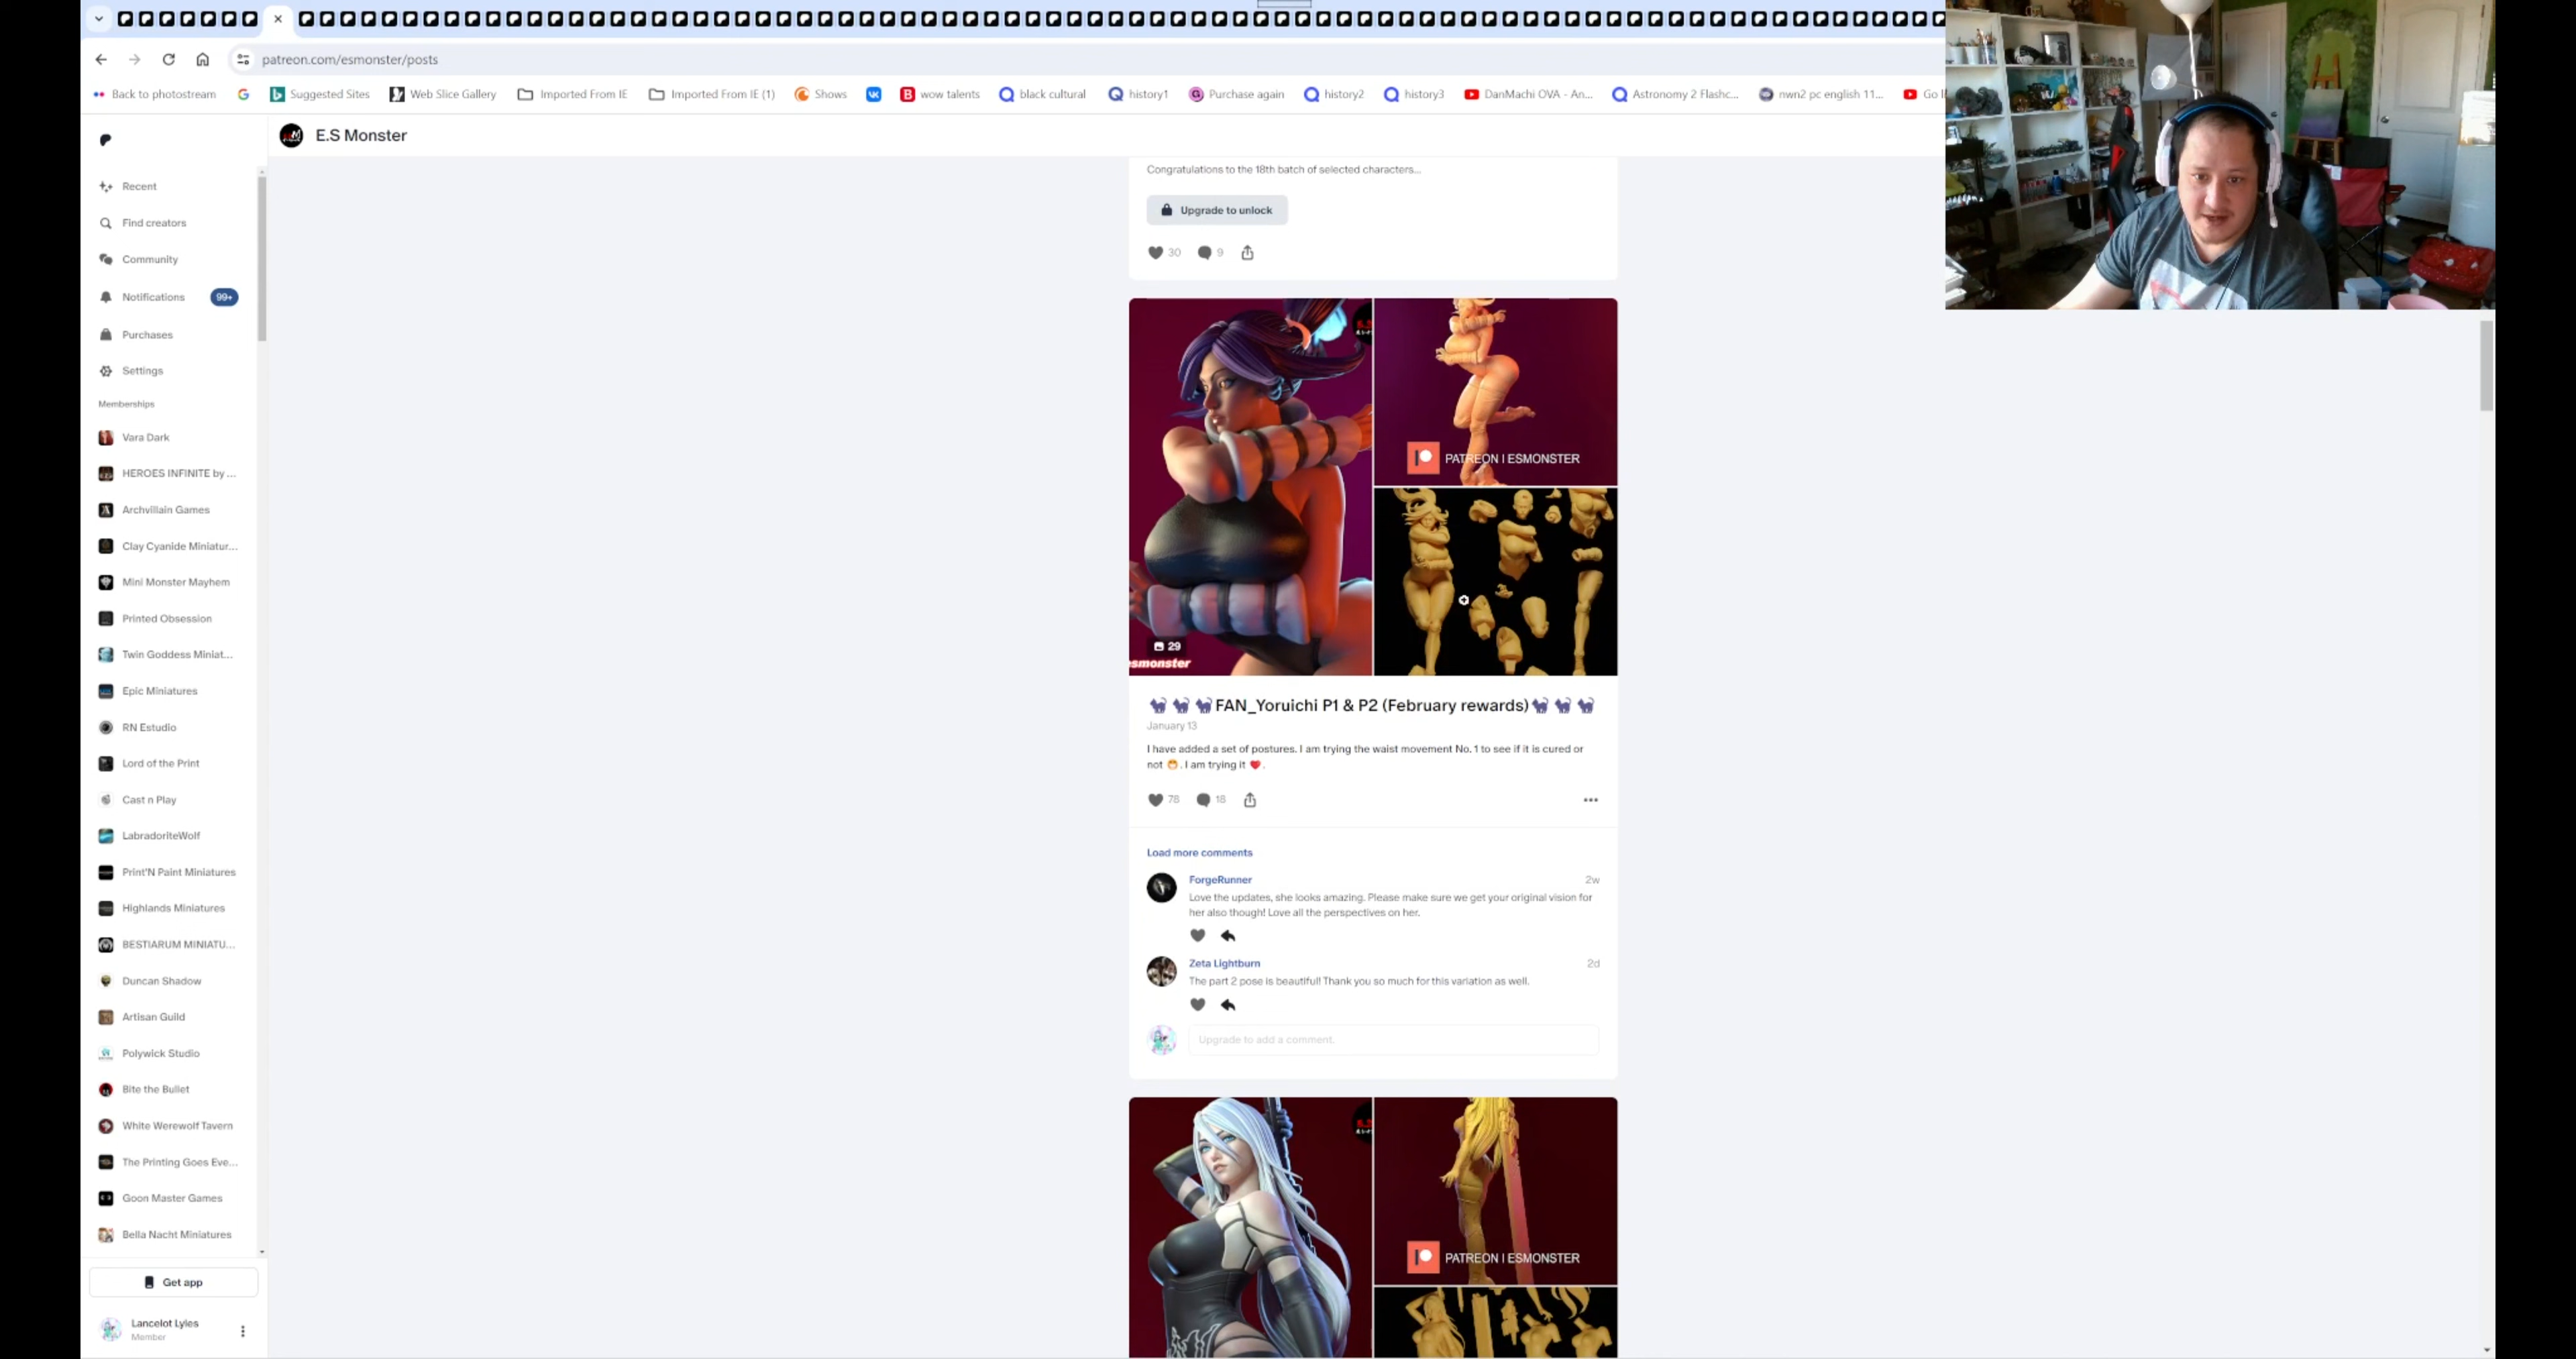 patreon.com/esmonster/posts
Back to photostream
Suggested Sites
Web Slice Gallery
Imported From IE
Imported From IE (1)
Shows
wow talents
black cultural
history1
Purchase again
history2
history3
DanMachi OVA - An...
Astronomy 2 Flashc...
nwn2 pc english 11...
E.S Monster
Recent
Find creators
Community
Notifications 99+
Purchases
Settings
Memberships
Vara Dark
HEROES INFINITE by ...
Archvillain Games
Clay Cyanide Miniatur...
Mini Monster Mayhem
Printed Obsession
Twin Goddess Miniat...
Epic Miniatures
RN Estudio
Lord of the Print
Cast n Play
LabradoriteWolf
Print'N Paint Miniatures
Highlands Miniatures
BESTIARUM MINIATU...
Duncan Shadow
Artisan Guild
Polywick Studio
Bite the Bullet
White Werewolf Tavern
The Printing Goes Eve...
Goon Master Games
Bella Nacht Miniatures
Get app
Lancelot Lyles
Member
Congratulations to the 18th batch of selected characters...
Upgrade to unlock
30 9
PATREON | ESMONSTER
29
esmonster
FAN_Yoruichi P1 & P2 (February rewards)
January 13
I have added a set of postures. I am trying the waist movement No. 1 to see if it is cured or
not . I am trying it .
78 18
Load more comments
ForgeRunner 2w
Love the updates, she looks amazing. Please make sure we get your original vision for
her also though! Love all the perspectives on her.
Zeta Lightburn 2d
The part 2 pose is beautiful! Thank you so much for this variation as well.
Upgrade to add a comment.
PATREON | ESMONSTER